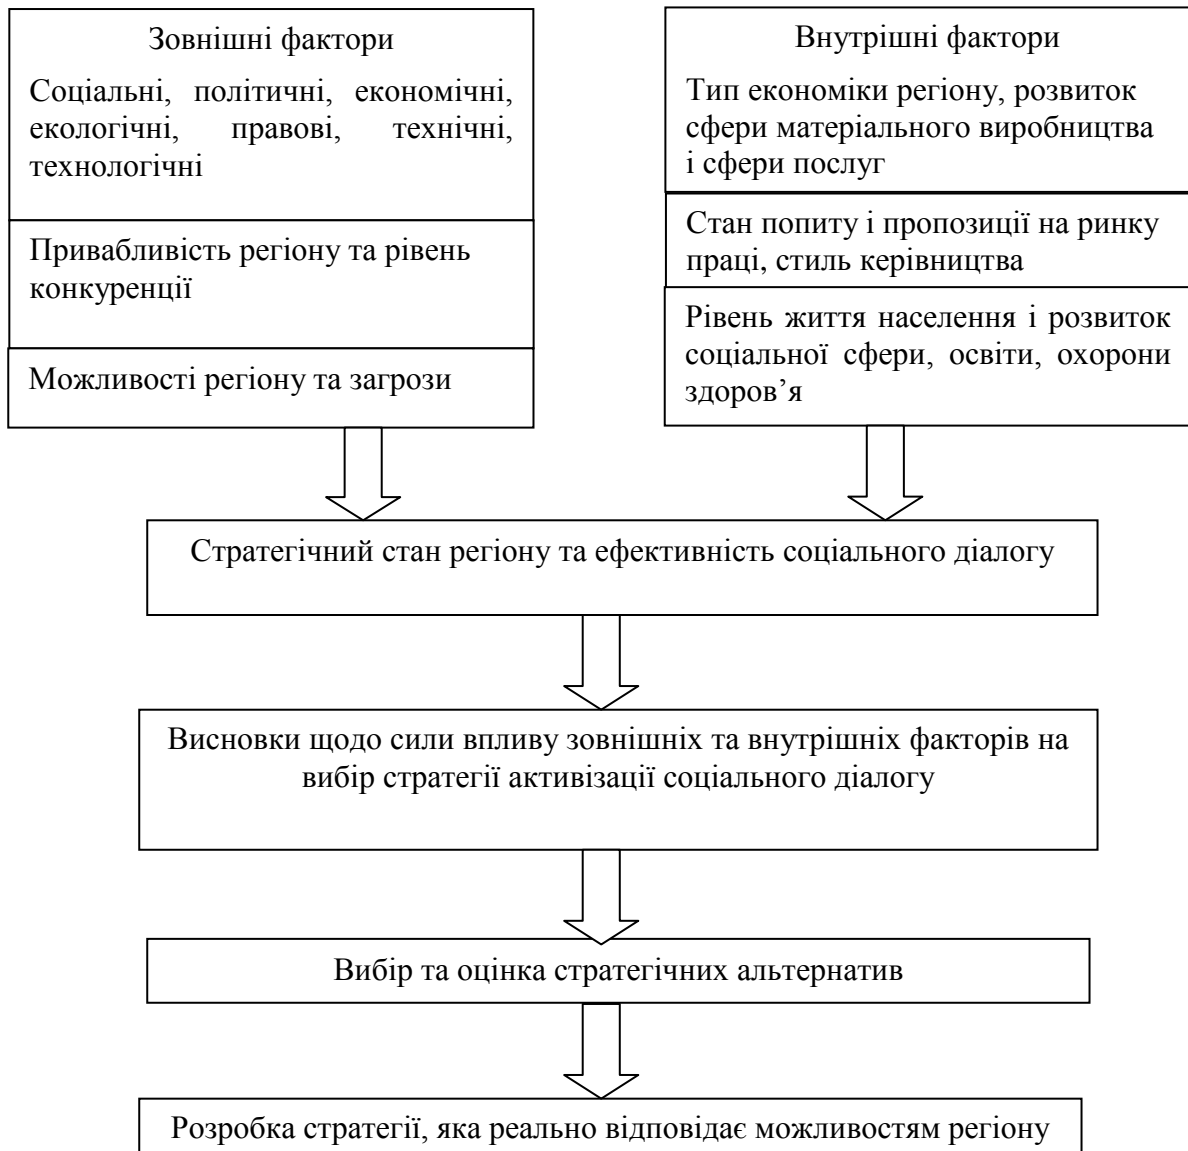 Зовнішні фактори
Соціальні, політичні, економічні,
екологічні, правові, технічні,
технологічні
Привабливість регіону та рівень
конкуренції
Можливості регіону та загрози
Внутрішні фактори
Тип економіки регіону, розвиток
сфери матеріального виробництва
і сфери послуг
Стан попиту і пропозиції на ринку
праці, стиль керівництва
Рівень життя населення і розвиток
соціальної сфери, освіти, охорони
здоров’я
Стратегічний стан регіону та ефективність соціального діалогу
Висновки щодо сили впливу зовнішніх та внутрішніх факторів на
вибір стратегії активізації соціального діалогу
Вибір та оцінка стратегічних альтернатив
Розробка стратегії, яка реально відповідає можливостям регіону